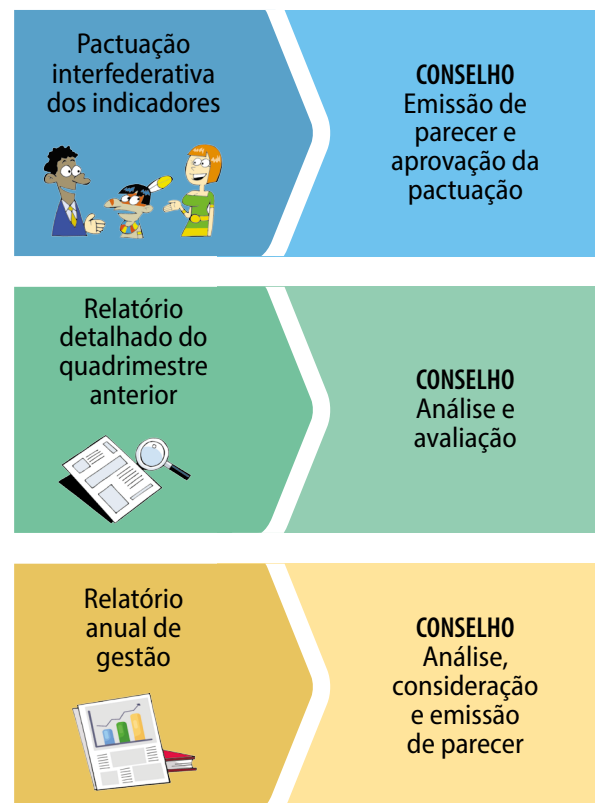 Pactuação
interfederativa
dos indicadores
CONSELHO
Emissão de
parecer e
aprovação da
pactuação
Relatório
detalhado do
quadrimestre
anterior
CONSELHO
Análise e
avaliação
Relatório
anual de
gestão
CONSELHO
Análise,
consideração
e emissão
de parecer